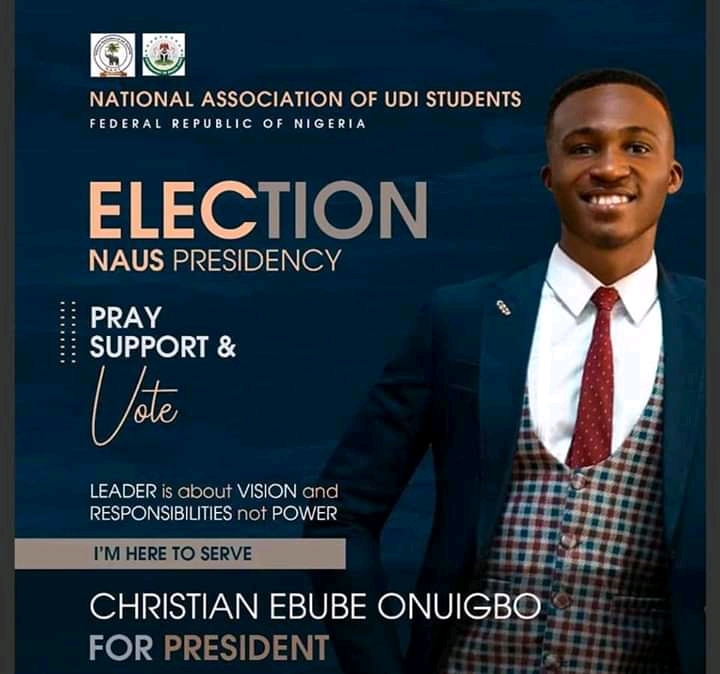 NATIONAL ASSOCIATION OF UDI STUDENTS
FEDERAL REPUBLIC OF NIGERIA
ELECTION
NAUS PRESIDENCY
PRAY
SUPPORT &
Vote
LEADER is about VISION and
RESPONSIBILITIES not POWER
I'M HERE TO SERVE
CHRISTIAN EBUBE ONUIGBO
FOR PRESIDENT